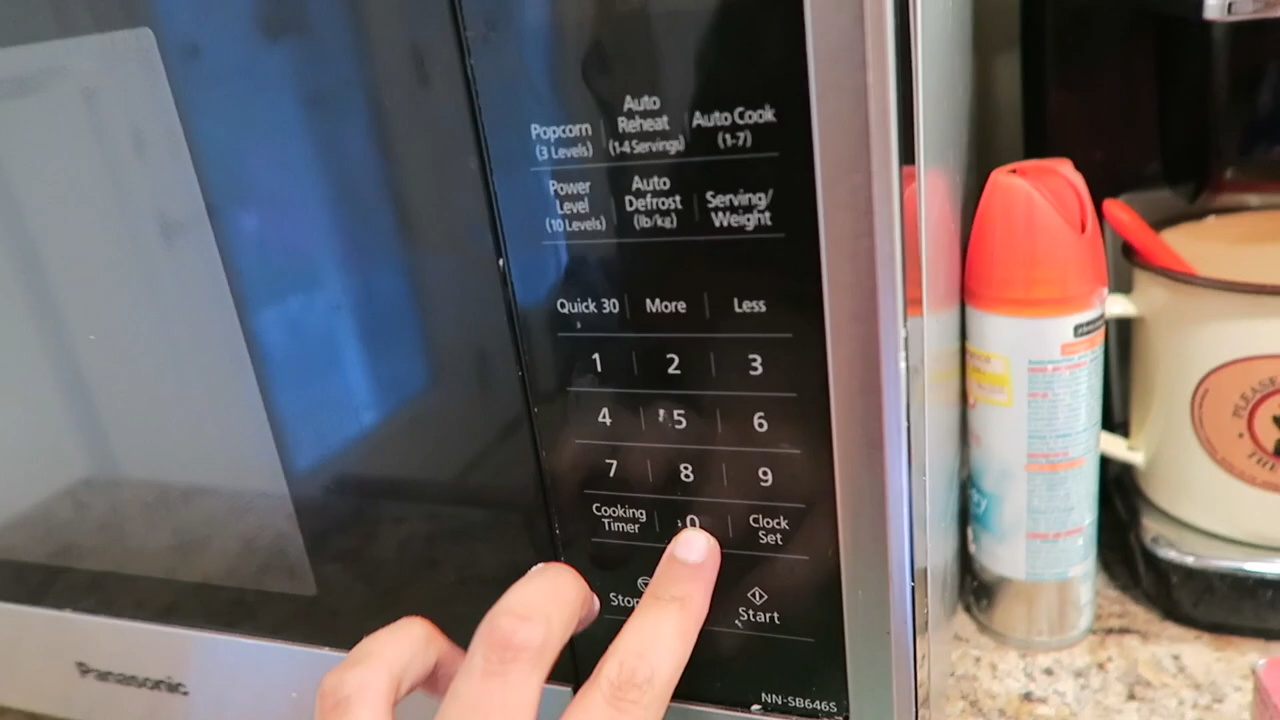 Popcorn
(3 Levels)
Auto
Reheat
(1-4 Servings)
Auto Cook
(1-7)
Power
Level
(10 Levels)
Auto
Defrost
(lb/kg)
Serving/
Weight
Quick 30
More
Less
1 2 3
4 5 6
7 8 9
Cooking
Timer
0
Clock
Set
Stop
Start
Panasonic
NN-SB646S
PLEASE